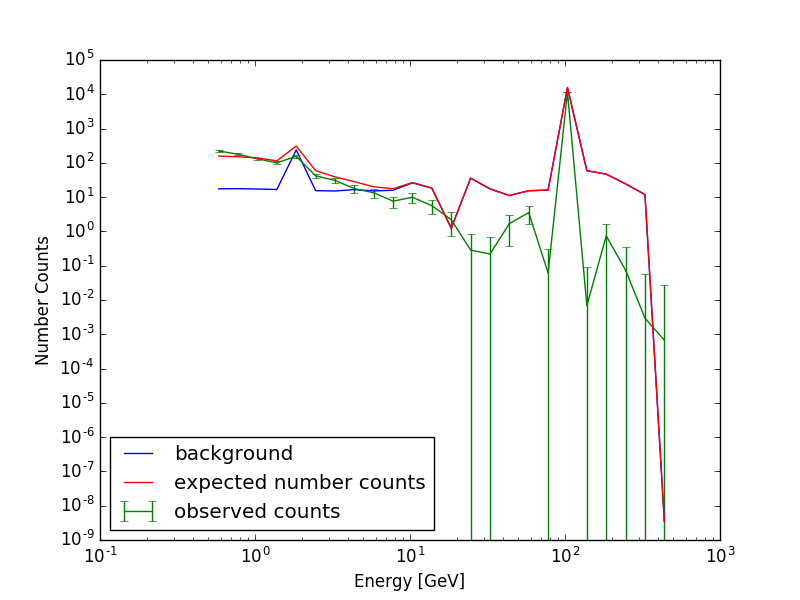 10^5
10^4
10^3
10^2
10^1
10^0
10^-1
10^-2
10^-3
10^-4
10^-5
10^-6
10^-7
10^-8
10^-9
Number Counts
background
expected number counts
observed counts
10^-1 10^0 10^1 10^2 10^3
Energy [GeV]